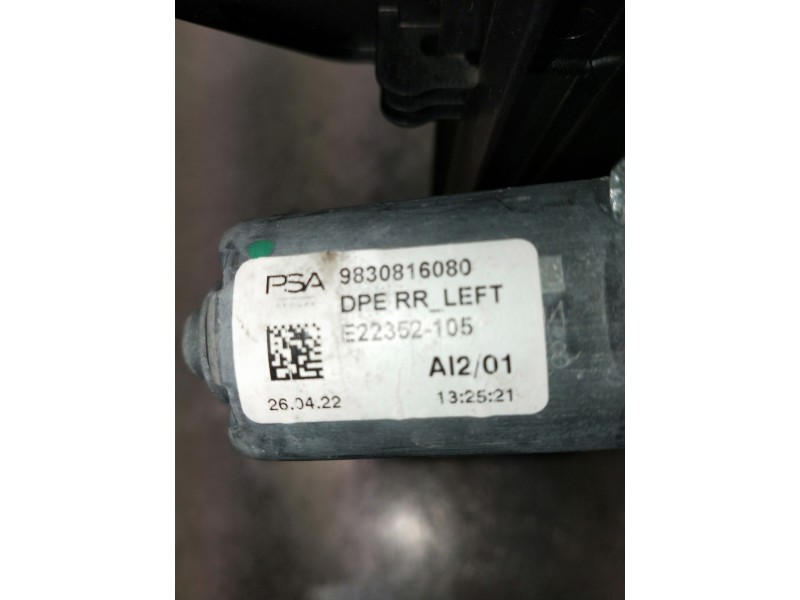 PSA 9830816080
DPE RR_LEFT
E22352-105
AI2/01
26.04.22 13:25:21